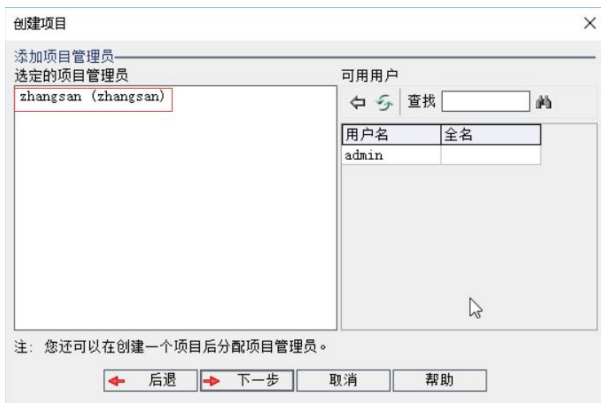 创建项目
添加项目管理员
选定的项目管理员
zhangsan (zhangsan)
可用用户
查找
用户名 全名
admin
注: 您还可以在创建一个项目后分配项目管理员。
后退 下一步 取消 帮助